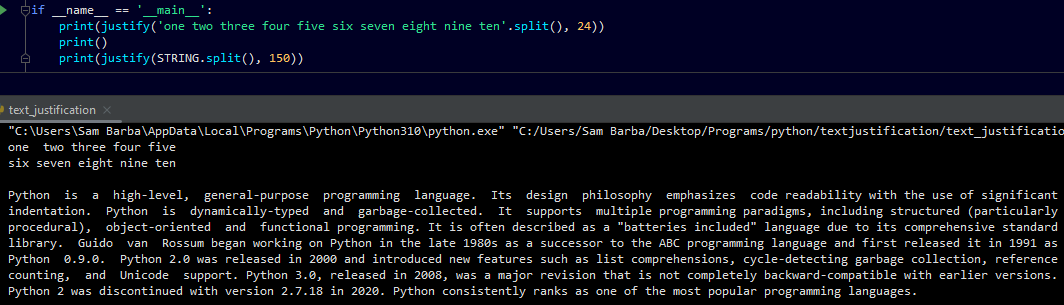 if __name__ == '__main__':
print(justify('one two three four five six seven eight nine ten'.split(), 24))
print()
print(justify(STRING.split(), 150))
text_justification
"C:\Users\Sam Barba\AppData\Local\Programs\Python\Python310\python.exe" "C:/Users/Sam Barba/Desktop/Programs/python/textjustification/text_justificatio
one  two three four five
six seven eight nine ten
Python  is  a  high-level,  general-purpose  programming  language.  Its  design  philosophy  emphasizes  code readability with the use of significant
indentation.  Python  is  dynamically-typed  and  garbage-collected.  It  supports  multiple programming paradigms, including structured (particularly
procedural),  object-oriented  and  functional programming. It is often described as a "batteries included" language due to its comprehensive standard
library.  Guido  van  Rossum began working on Python in the late 1980s as a successor to the ABC programming language and first released it in 1991 as
Python  0.9.0.  Python 2.0 was released in 2000 and introduced new features such as list comprehensions, cycle-detecting garbage collection, reference
counting,  and  Unicode  support. Python 3.0, released in 2008, was a major revision that is not completely backward-compatible with earlier versions.
Python 2 was discontinued with version 2.7.18 in 2020. Python consistently ranks as one of the most popular programming languages.